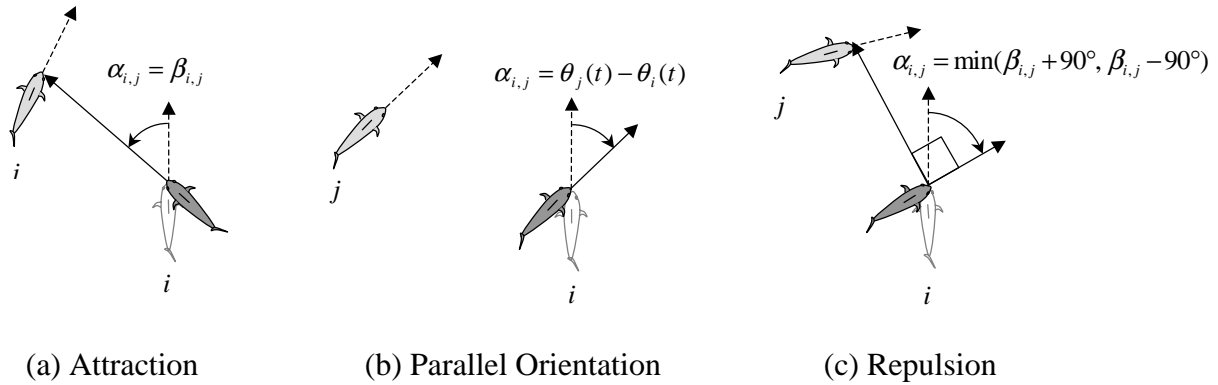 α_{i,j} = β_{i,j}
i
i
(a) Attraction
α_{i,j} = θ_j(t) − θ_i(t)
j
i
(b) Parallel Orientation
α_{i,j} = min(β_{i,j} + 90°, β_{i,j} − 90°)
j
i
(c) Repulsion